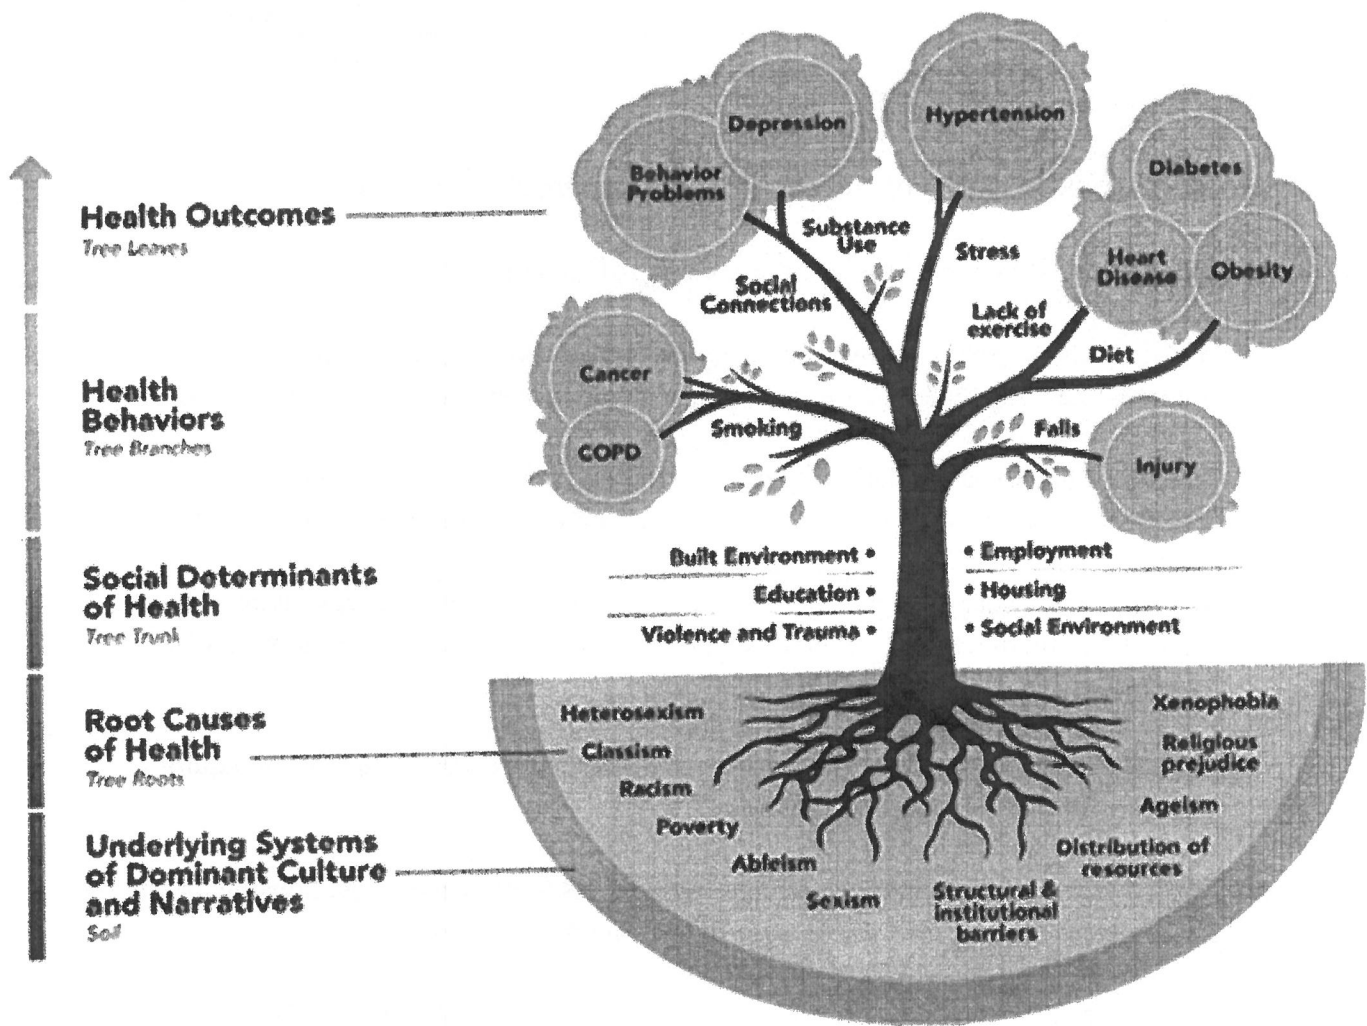 Health Outcomes
Tree Leaves
Health
Behaviors
Tree Branches
Social Determinants
of Health
Tree Trunk
Root Causes
of Health
Tree Roots
Underlying Systems
of Dominant Culture
and Narratives
Soil
Depression
Behavior
Problems
Hypertension
Diabetes
Heart
Disease
Obesity
Substance
Use
Stress
Social
Connections
Lack of
exercise
Diet
Cancer
COPD
Smoking
Falls
Injury
Built Environment •
Education •
Violence and Trauma •
• Employment
• Housing
• Social Environment
Heterosexism
Classism
Racism
Poverty
Ableism
Sexism
Structural &
institutional
barriers
Distribution of
resources
Ageism
Religious
prejudice
Xenophobia